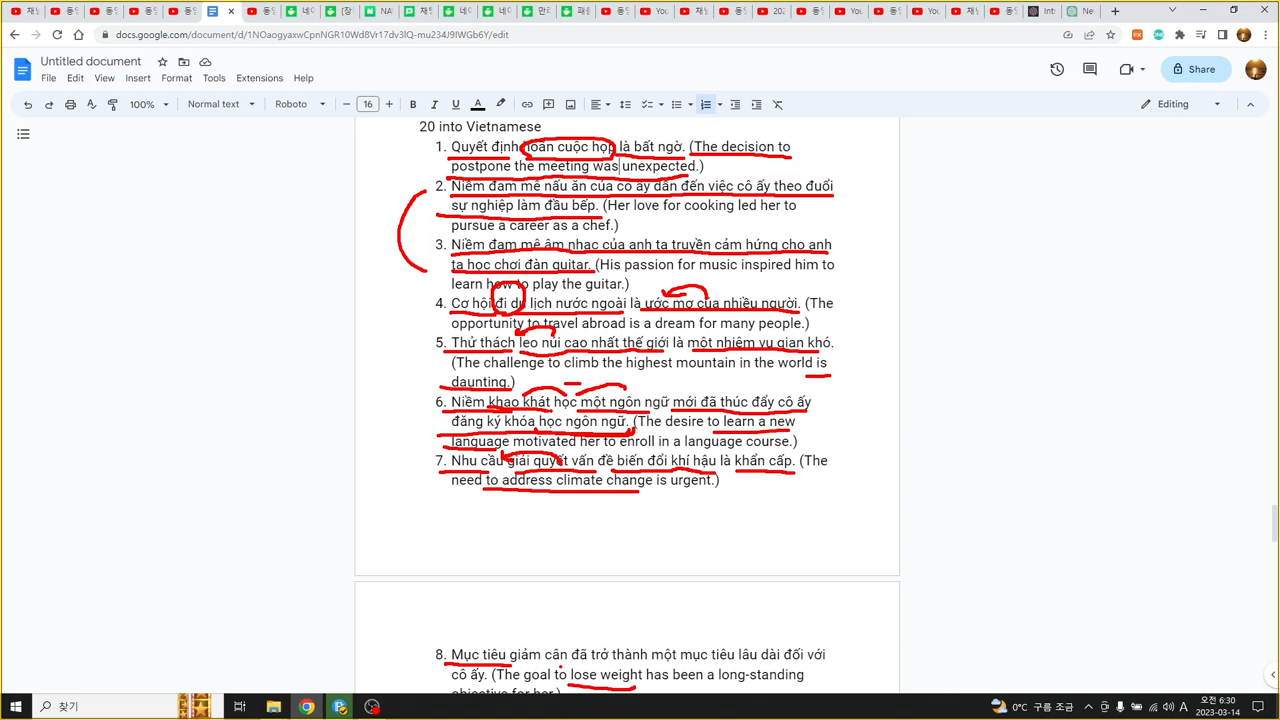 docs.google.com/document/d/1NOaogyaxwCpnNGR10Wd8Vr17dv3lQ-mu234J9IWGb6Y/edit
Untitled document
File Edit View Insert Format Tools Extensions Help
Share
100% Normal text Roboto 16 Editing
20 into Vietnamese
1. Quyết định hoãn cuộc họp là bất ngờ. (The decision to
postpone the meeting was unexpected.)
2. Niềm đam mê nấu ăn của cô ấy dẫn đến việc cô ấy theo đuổi
sự nghiệp làm đầu bếp. (Her love for cooking led her to
pursue a career as a chef.)
3. Niềm đam mê âm nhạc của anh ta truyền cảm hứng cho anh
ta học chơi đàn guitar. (His passion for music inspired him to
learn how to play the guitar.)
4. Cơ hội đi du lịch nước ngoài là ước mơ của nhiều người. (The
opportunity to travel abroad is a dream for many people.)
5. Thử thách leo núi cao nhất thế giới là một nhiệm vụ gian khó.
(The challenge to climb the highest mountain in the world is
daunting.)
6. Niềm khao khát học một ngôn ngữ mới đã thúc đẩy cô ấy
đăng ký khóa học ngôn ngữ. (The desire to learn a new
language motivated her to enroll in a language course.)
7. Nhu cầu giải quyết vấn đề biến đổi khí hậu là khẩn cấp. (The
need to address climate change is urgent.)
8. Mục tiêu giảm cân đã trở thành một mục tiêu lâu dài đối với
cô ấy. (The goal to lose weight has been a long-standing
objective for her.)
찾기
0°C 구름 조금
A
오전 6:30
2023-03-14